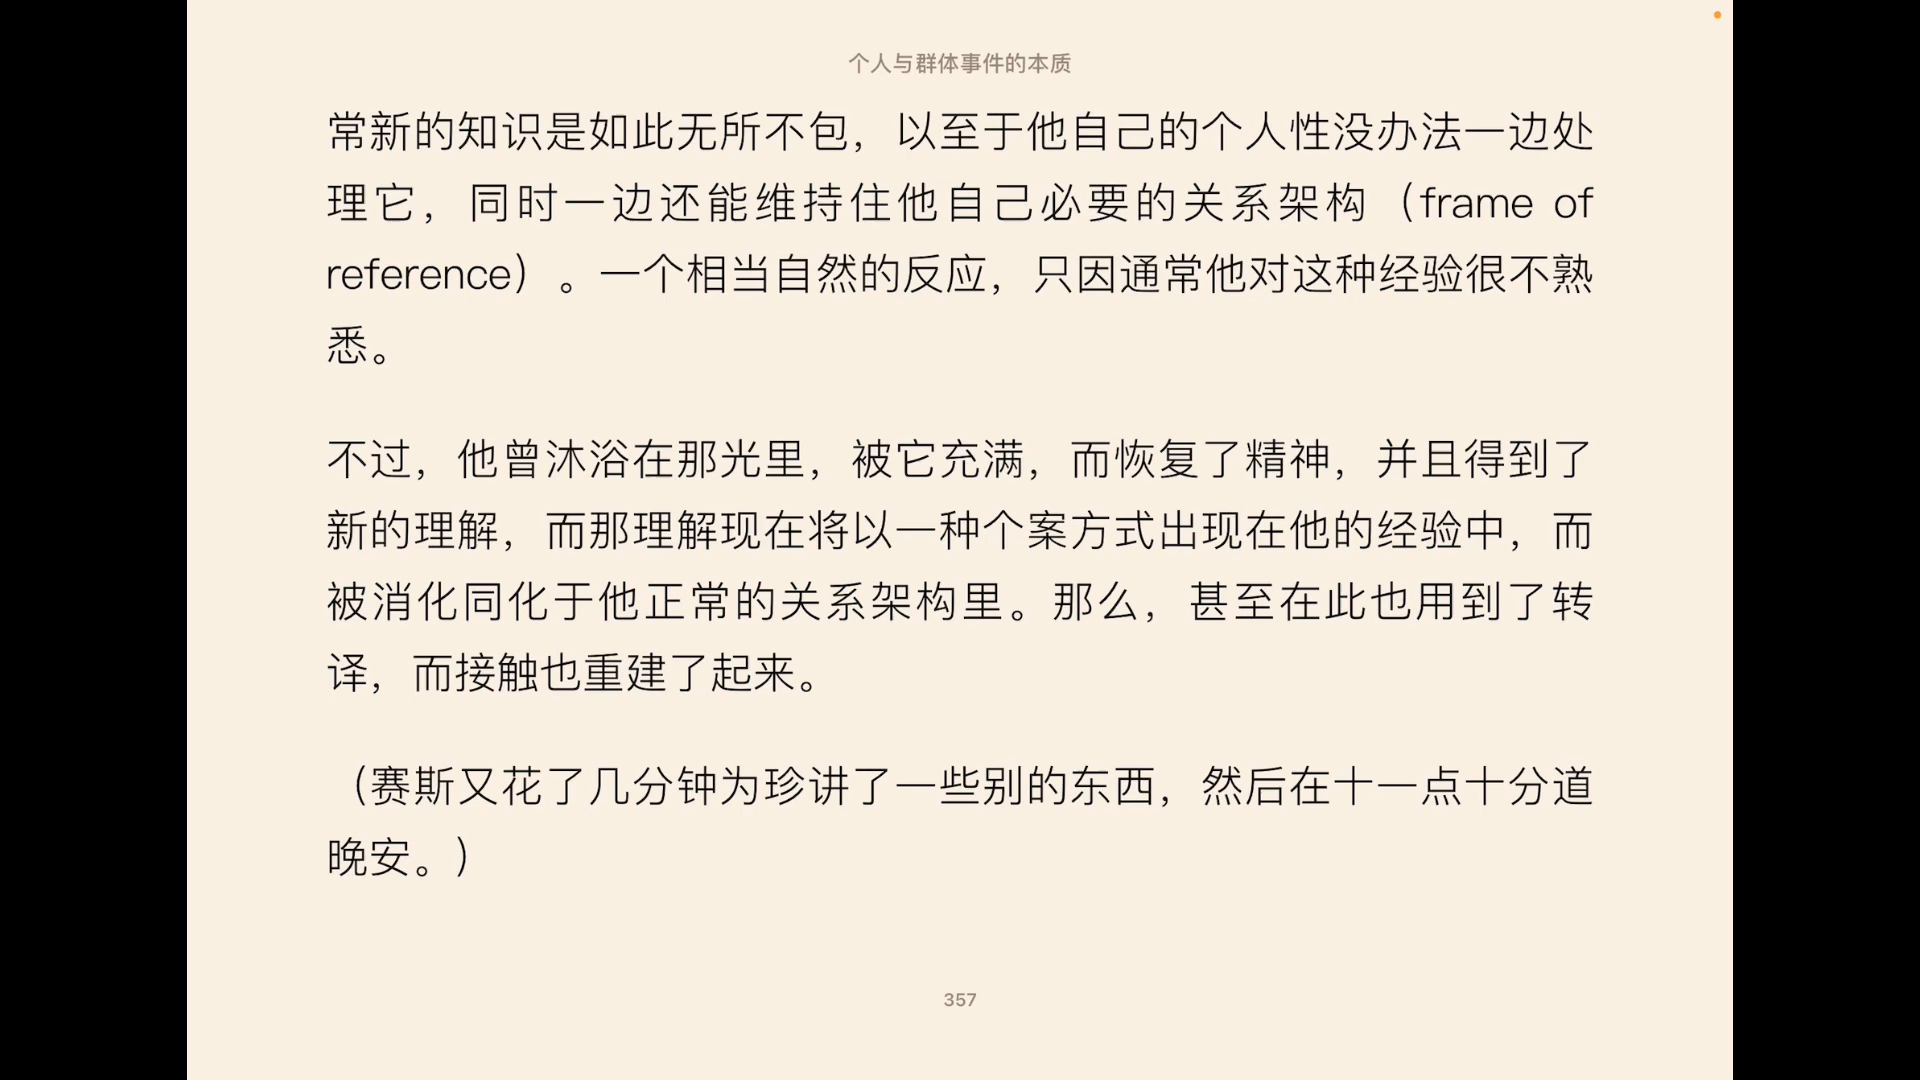 个人与群体事件的本质
常新的知识是如此无所不包，以至于他自己的个人性没办法一边处
理它，同时一边还能维持住他自己必要的关系架构（frame of
reference）。一个相当自然的反应，只因通常他对这种经验很不熟
悉。
不过，他曾沐浴在那光里，被它充满，而恢复了精神，并且得到了
新的理解，而那理解现在将以一种个案方式出现在他的经验中，而
被消化同化于他正常的关系架构里。那么，甚至在此也用到了转
译，而接触也重建了起来。
（赛斯又花了几分钟为珍讲了一些别的东西，然后在十一点十分道
晚安。）
357